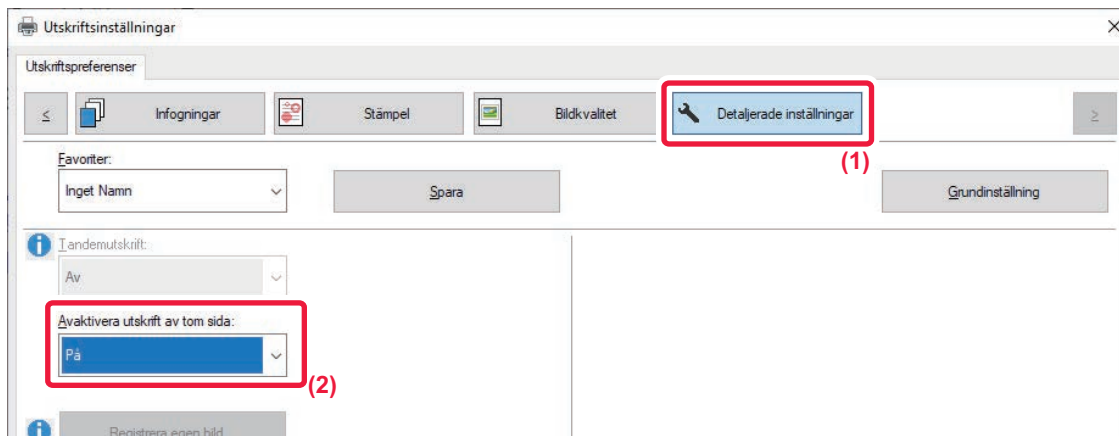 Utskriftsinställningar
Utskriftspreferenser
<
Infogningar
Stämpel
Bildkvalitet
Detaljerade inställningar
>
(1)
Favoriter:
Inget Namn
Spara
Grundinställning
Tandemutskrift:
Av
Avaktivera utskrift av tom sida:
På
(2)
Registrera egen bild